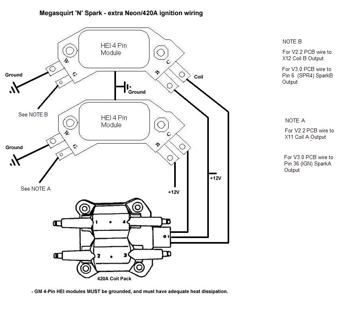 Megasquirt 'N' Spark - extra Neon/420A ignition wiring
HEI 4 Pin
Module
Ground
Coil
See NOTE B
Ground
HEI 4 Pin
Module
Ground
See NOTE A
+12V
+12V
1
4
2
3
420A Coil Pack
- GM 4-Pin HEI modules MUST be grounded, and must have adequate heat dissipation.
NOTE B
For V2.2 PCB wire to
X12 Coil B Output
For V3.0 PCB wire to
Pin 6 (SPR4) SparkB
Output
NOTE A
For V2.2 PCB wire to
X11 Coil A Output
For V3.0 PCB wire to
Pin 36 (IGN) SparkA
Output